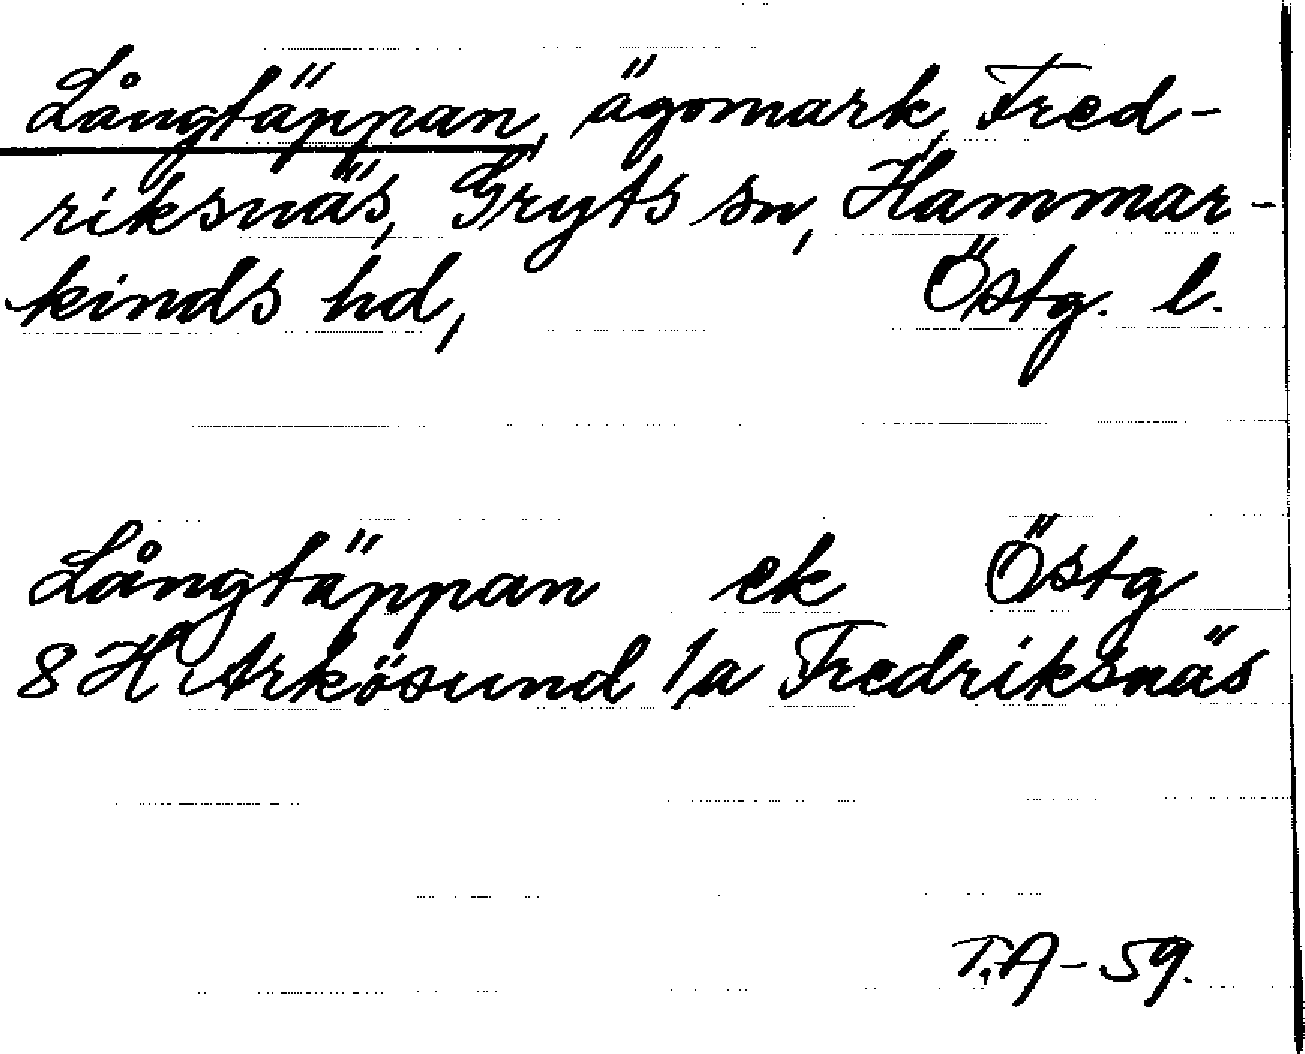 Långtäppan, ägomark, Fred-
riksnäs, Gryts sn, Hammar-
kinds hd, Östg. l.
Långtäppan ek Östg
8 H Arkösund 1a Fredriksnäs
T.A-59.